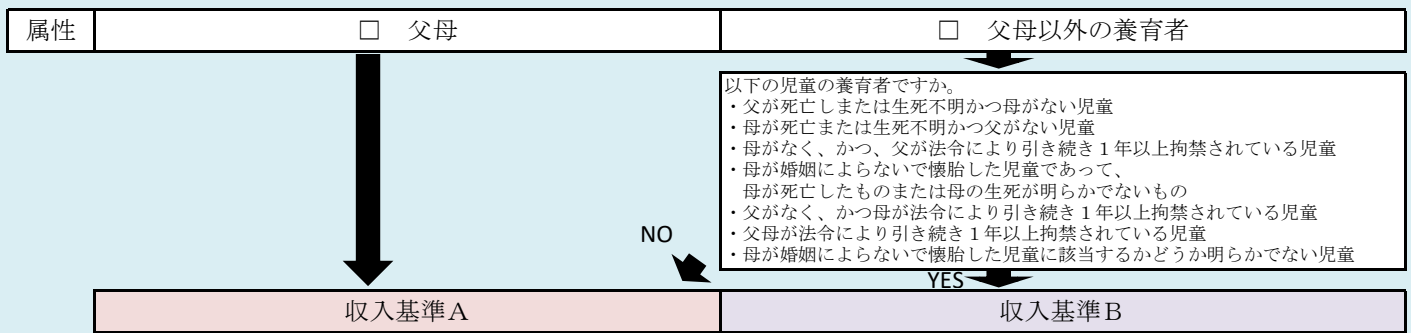 属性
□　父母
□　父母以外の養育者
以下の児童の養育者ですか。
・父が死亡しまたは生死不明かつ母がない児童
・母が死亡または生死不明かつ父がない児童
・母がなく、かつ、父が法令により引き続き１年以上拘禁されている児童
・母が婚姻によらないで懐胎した児童であって、
　母が死亡したものまたは母の生死が明らかでないもの
・父がなく、かつ母が法令により引き続き１年以上拘禁されている児童
・父母が法令により引き続き１年以上拘禁されている児童
・母が婚姻によらないで懐胎した児童に該当するかどうか明らかでない児童
NO
YES
収入基準Ａ
収入基準Ｂ